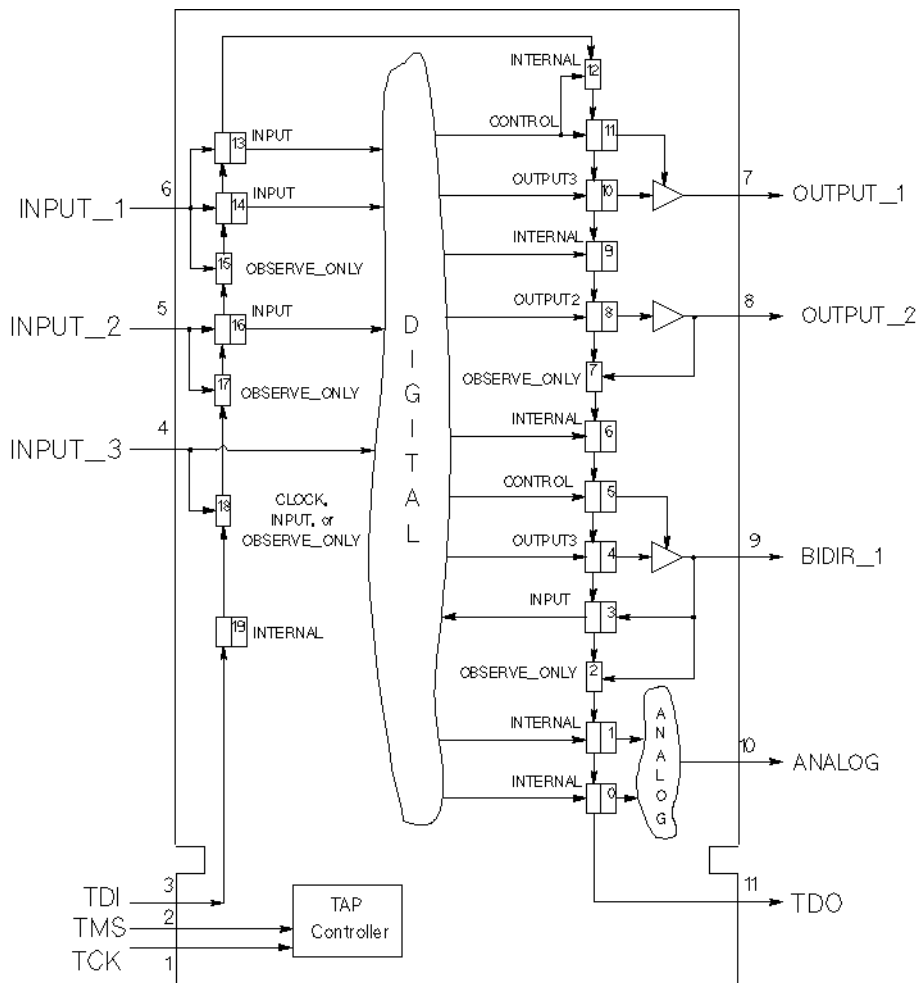 INTERNAL
12
CONTROL
11
INPUT
13
6
INPUT
14
INPUT_1
OUTPUT3
10
7
OUTPUT_1
INTERNAL
9
15
OBSERVE_ONLY
5
INPUT
16
INPUT_2
OUTPUT2
8
8
OUTPUT_2
17
OBSERVE_ONLY
OBSERVE_ONLY
7
4
INPUT_3
INTERNAL
6
DIGITAL
CONTROL
5
18
CLOCK,
INPUT, or
OBSERVE_ONLY
OUTPUT3
4
9
BIDIR_1
INPUT
3
19
INTERNAL
OBSERVE_ONLY
2
INTERNAL
1
ANALOG
10
ANALOG
INTERNAL
0
3
TDI
2
TMS
TCK
1
TAP
Controller
11
TDO